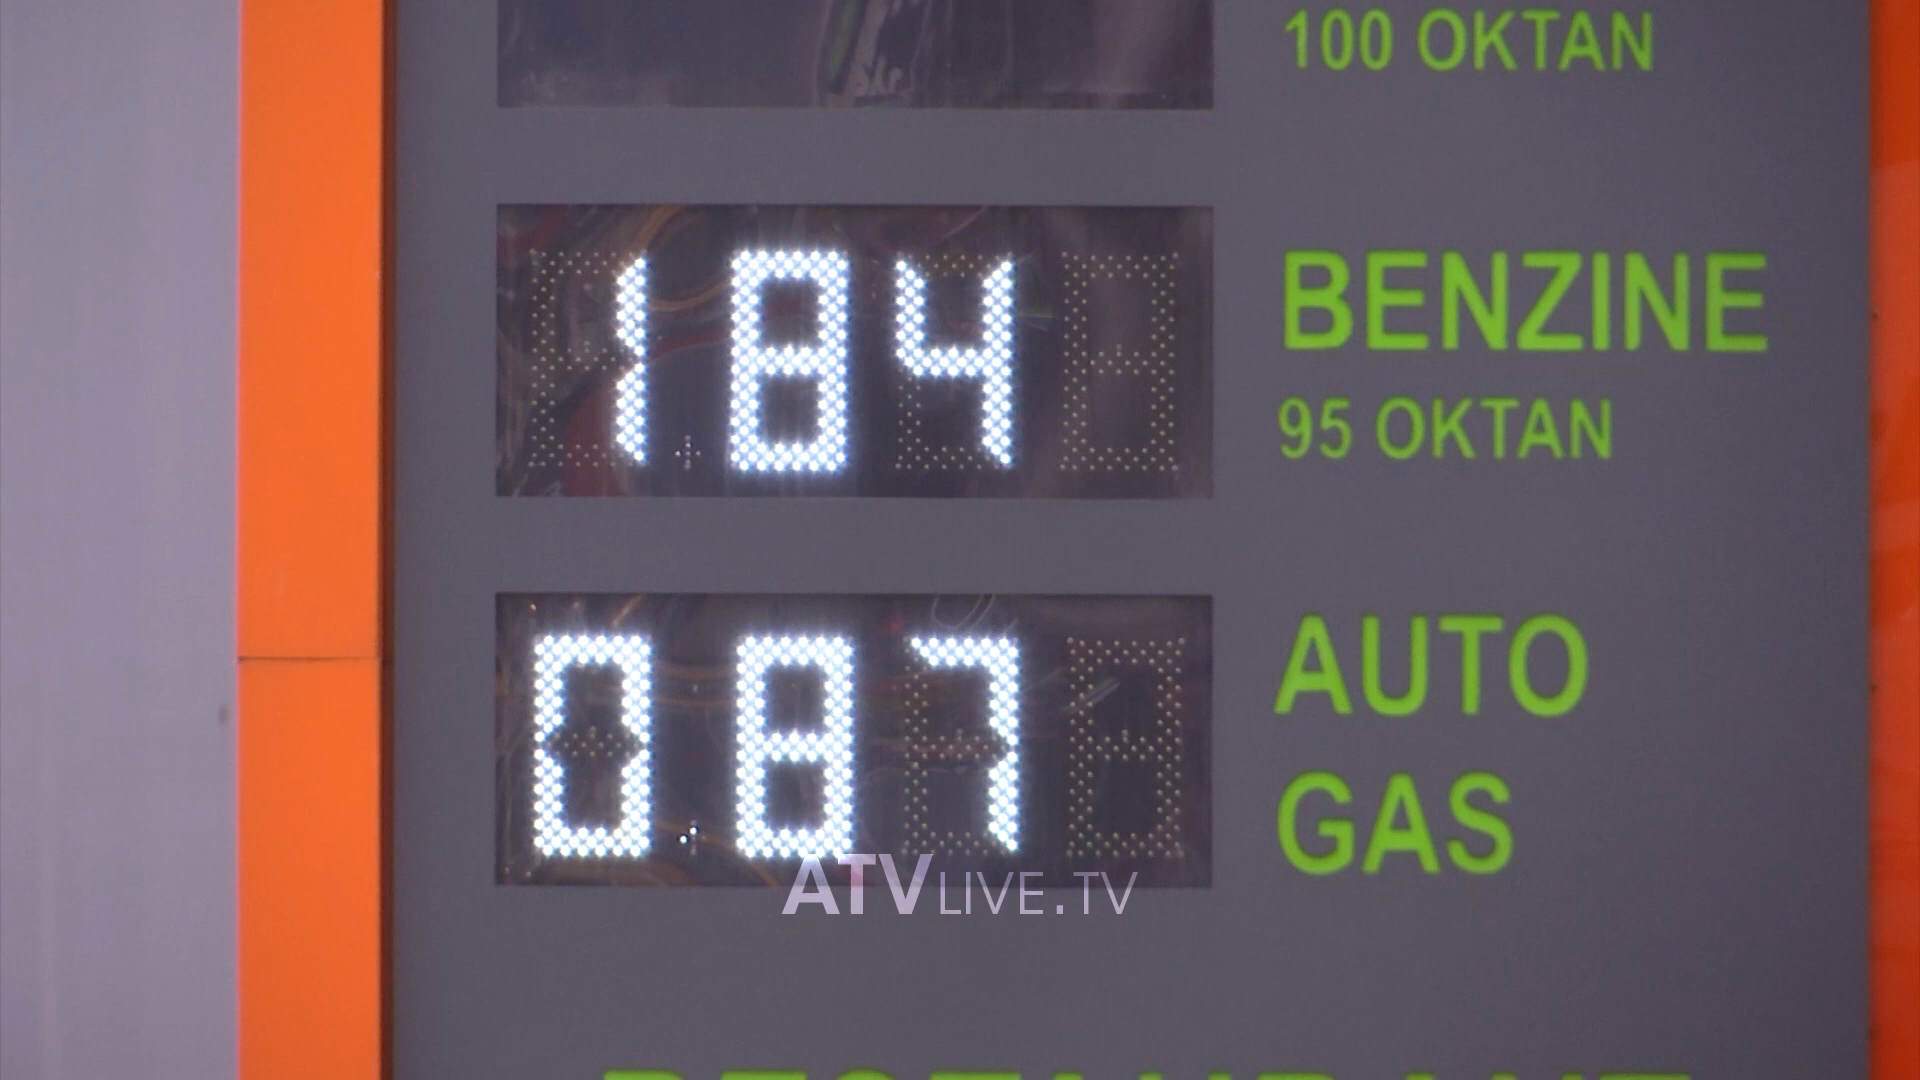 100 OKTAN
184 BENZINE
95 OKTAN
087 AUTO
GAS
ATVLIVE.TV